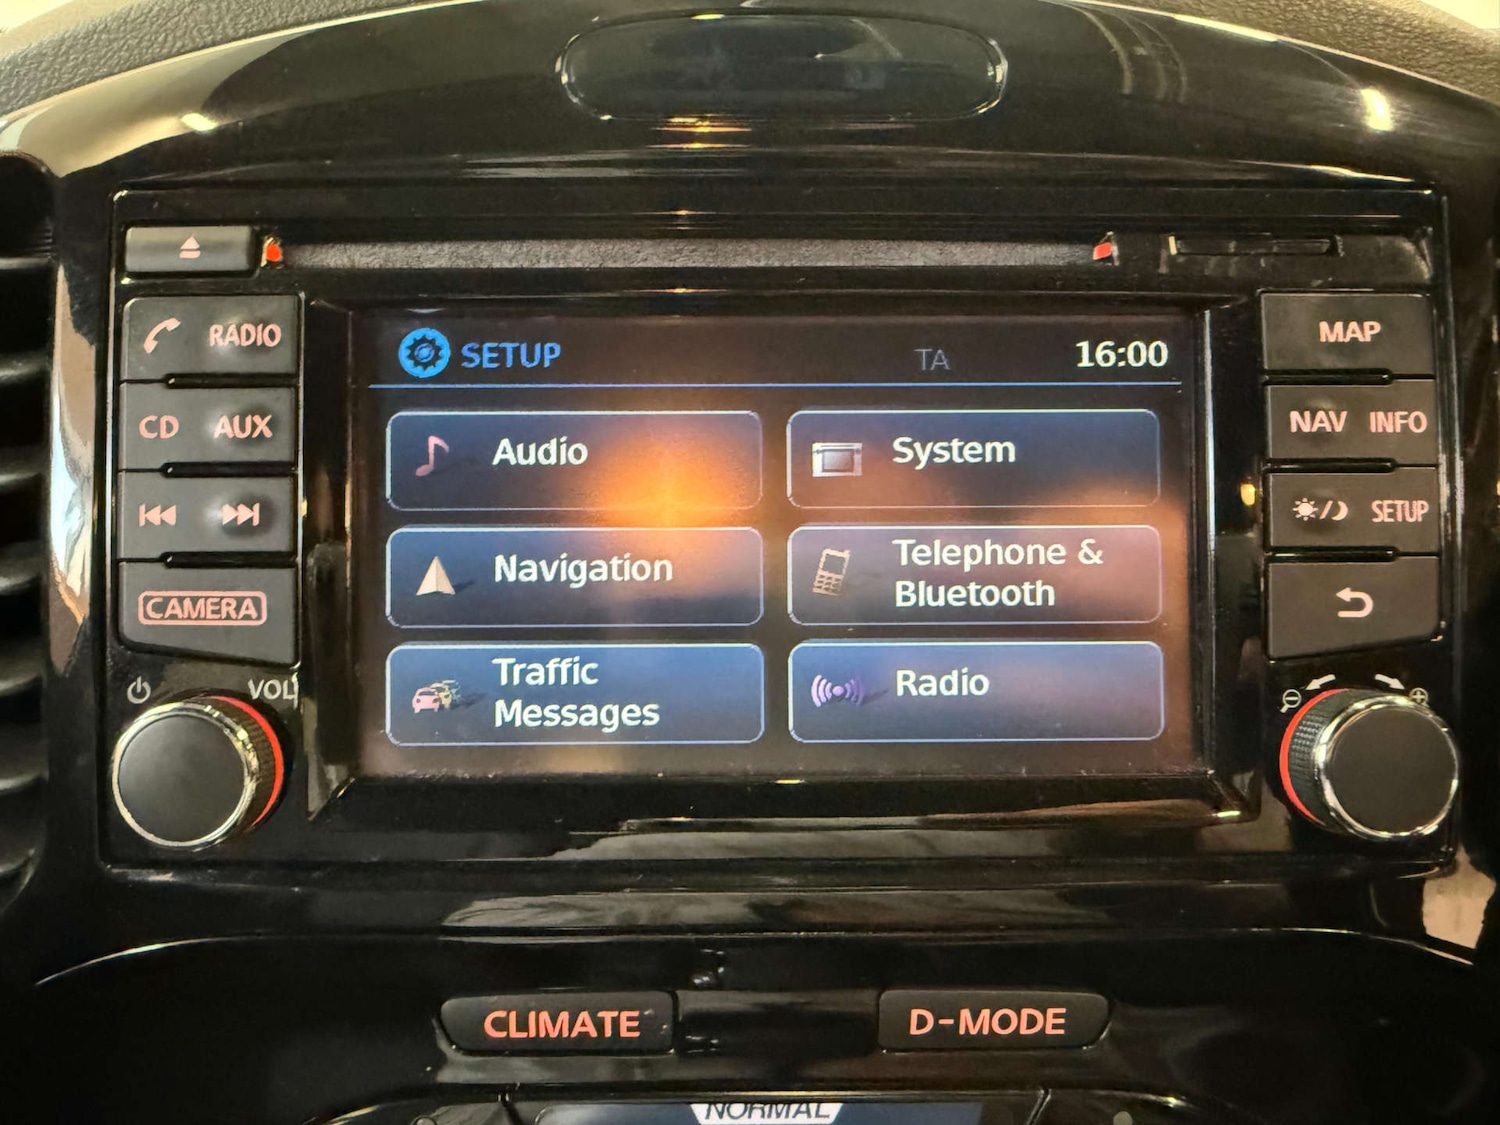 RADIO
CD AUX
CAMERA
VOL
SETUP
TA
16:00
Audio
System
Navigation
Telephone &
Bluetooth
Traffic
Messages
Radio
MAP
NAV INFO
SETUP
CLIMATE
D-MODE
NORMAL